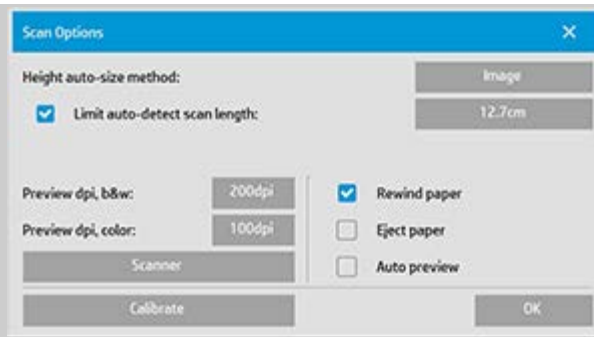 Scan Options
Height auto-size method: Image
Limit auto-detect scan length: 12.7cm
Preview dpi, b&w: 200dpi Rewind paper
Preview dpi, color: 100dpi Eject paper
Scanner Auto preview
Calibrate OK